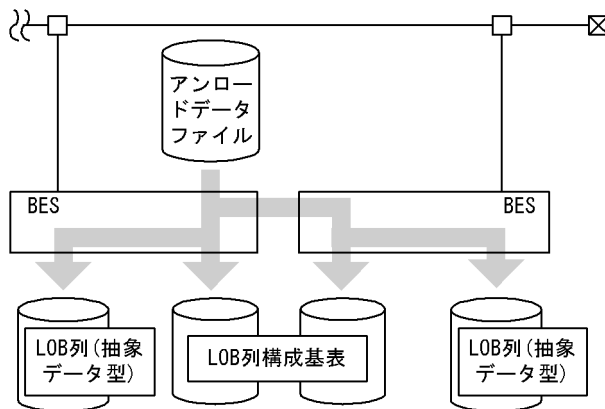 アンロー
ドデータ
ファイル
BES
BES
LOB列(抽象
データ型)
LOB列構成基表
LOB列(抽象
データ型)